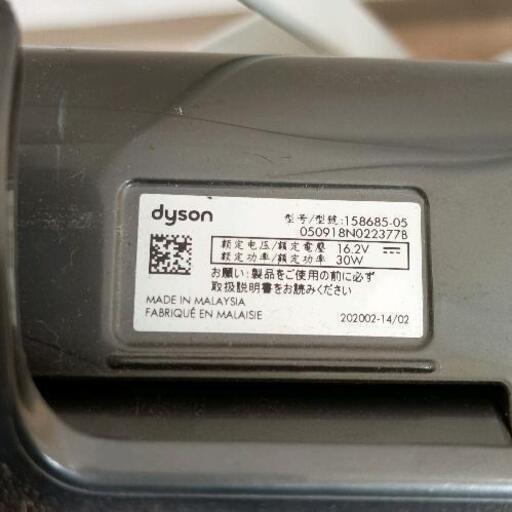 dyson
型号/型號:158685-05
050918N022377B
额定电压/額定電壓 16.2V
额定功率/額定功率 30W
お願い:製品をご使用の前に必ず
取扱説明書をお読みください
MADE IN MALAYSIA
FABRIQUÉ EN MALAISIE
202002-14/02